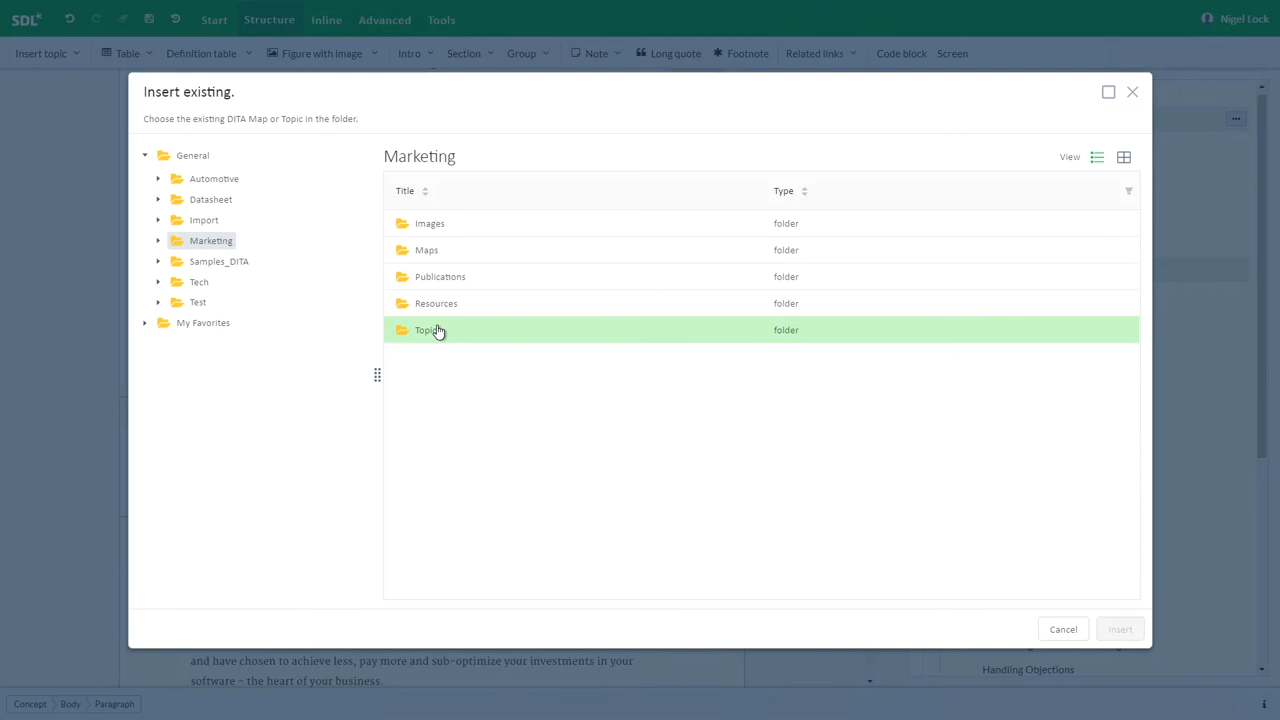 SDL*
Start
Structure
Inline
Advanced
Tools
Nigel Lock
Insert topic
Table
Definition table
Figure with Image
Intro
Section
Group
Note
Long quote
Footnote
Related links
Code block
Screen
Insert existing.
Choose the existing DITA Map or Topic in the folder.
General
Automotive
Datasheet
Import
Marketing
Samples_DITA
Tech
Test
My Favorites
Marketing
View
Title
Type
Images
folder
Maps
folder
Publications
folder
Resources
folder
folder
Cancel
Insert
and have chosen to achieve less, pay more and sub-optimize your investments in your
software – the heart of your business.
Handling Objections
Concept
Body
Paragraph